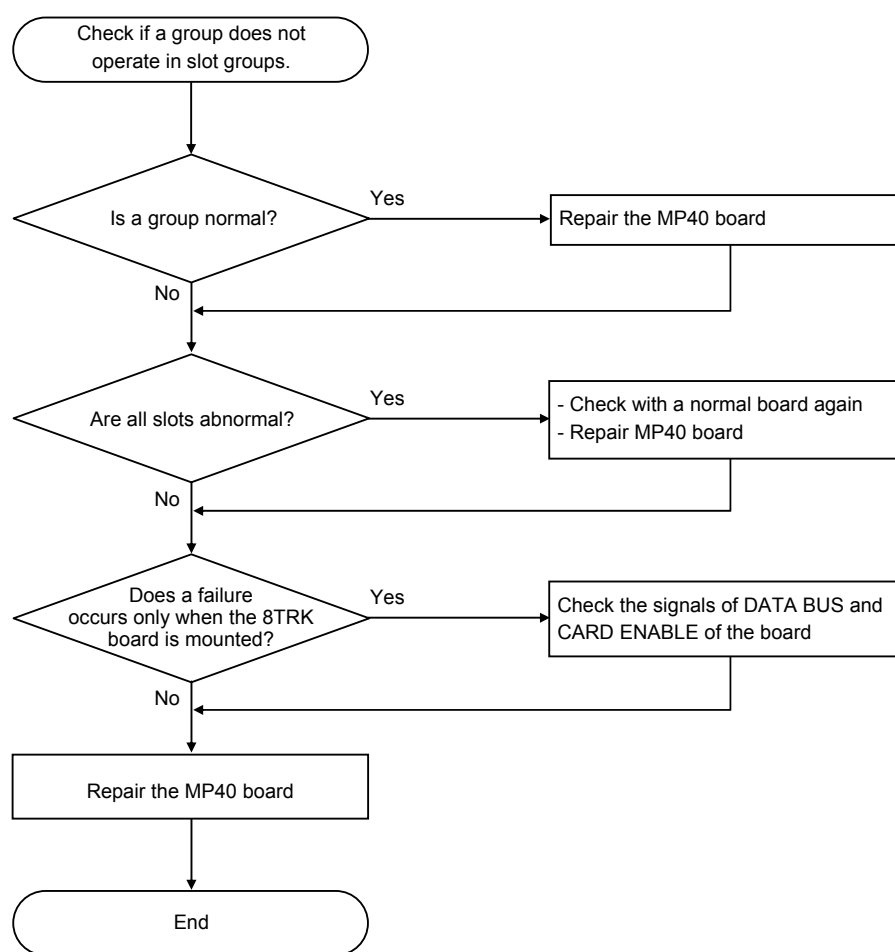 Check if a group does not
operate in slot groups.
Is a group normal?
Yes
Repair the MP40 board
No
Are all slots abnormal?
Yes
- Check with a normal board again
- Repair MP40 board
No
Does a failure
occurs only when the 8TRK
board is mounted?
Yes
Check the signals of DATA BUS and
CARD ENABLE of the board
No
Repair the MP40 board
End